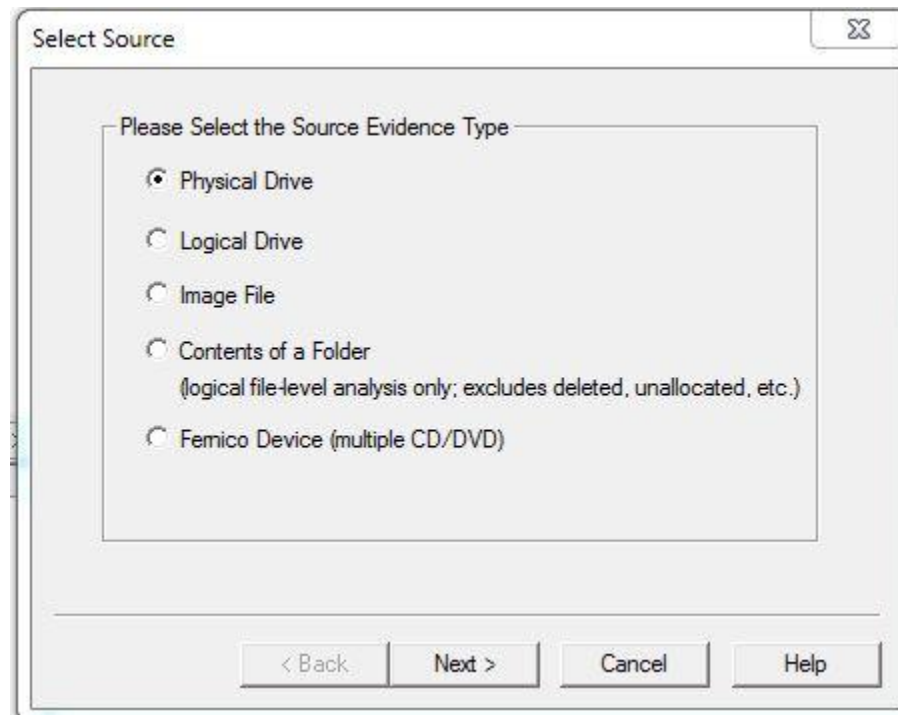 Select Source
Please Select the Source Evidence Type
Physical Drive
Logical Drive
Image File
Contents of a Folder
(logical file-level analysis only; excludes deleted, unallocated, etc.)
Fernico Device (multiple CD/DVD)
< Back Next > Cancel Help